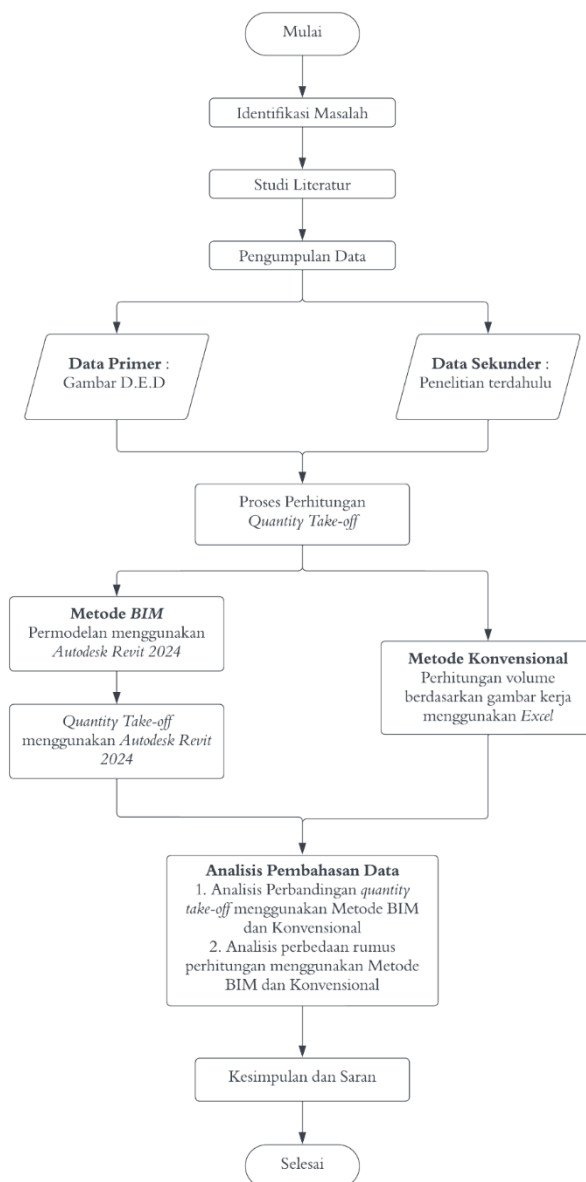 Mulai
Identifikasi Masalah
Studi Literatur
Pengumpulan Data
Data Primer :
Gambar D.E.D
Data Sekunder :
Penelitian terdahulu
Proses Perhitungan
Quantity Take-off
Metode BIM
Permodelan menggunakan
Autodesk Revit 2024
Quantity Take-off
menggunakan Autodesk Revit
2024
Metode Konvensional
Perhitungan volume
berdasarkan gambar kerja
menggunakan Excel
Analisis Pembahasan Data
1. Analisis Perbandingan quantity
take-off menggunakan Metode BIM
dan Konvensional
2. Analisis perbedaan rumus
perhitungan menggunakan Metode
BIM dan Konvensional
Kesimpulan dan Saran
Selesai